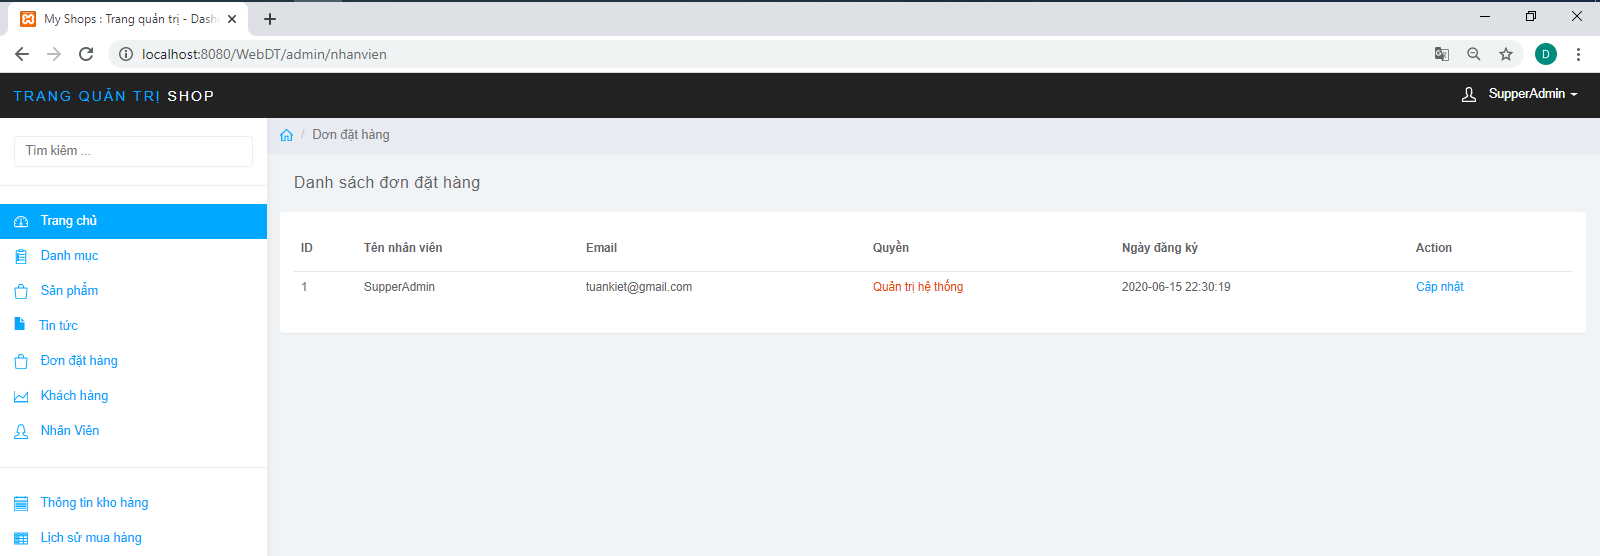 My Shops : Trang quản trị - Dash
localhost:8080/WebDT/admin/nhanvien
D
TRANG QUẢN TRỊ SHOP
SupperAdmin
Tìm kiêm ...
/ Dơn đặt hàng
Danh sách đơn đặt hàng
Trang chủ
Danh mục
Sản phẩm
Tin tức
Đơn đặt hàng
Khách hàng
Nhân Viên
Thông tin kho hàng
Lịch sử mua hàng
ID Tên nhân viên Email Quyền Ngày đăng ký Action
1 SupperAdmin tuankiet@gmail.com Quản trị hệ thống 2020-06-15 22:30:19 Cập nhật